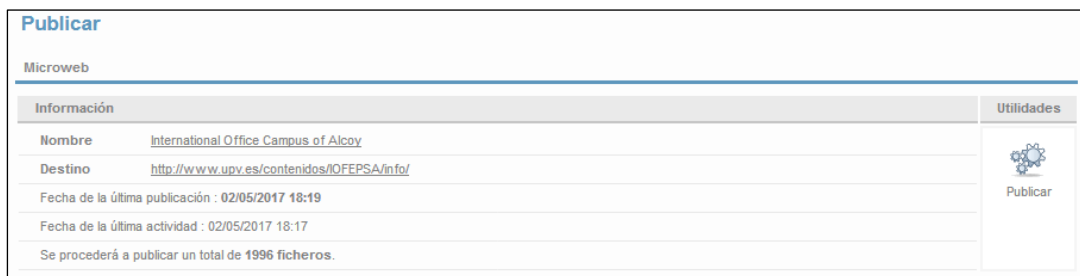 Publicar
Microweb
Información
Utilidades
Nombre International Office Campus of Alcoy
Destino http://www.upv.es/contenidos/IOFEPSA/info/
Publicar
Fecha de la última publicación : 02/05/2017 18:19
Fecha de la última actividad : 02/05/2017 18:17
Se procederá a publicar un total de 1996 ficheros.